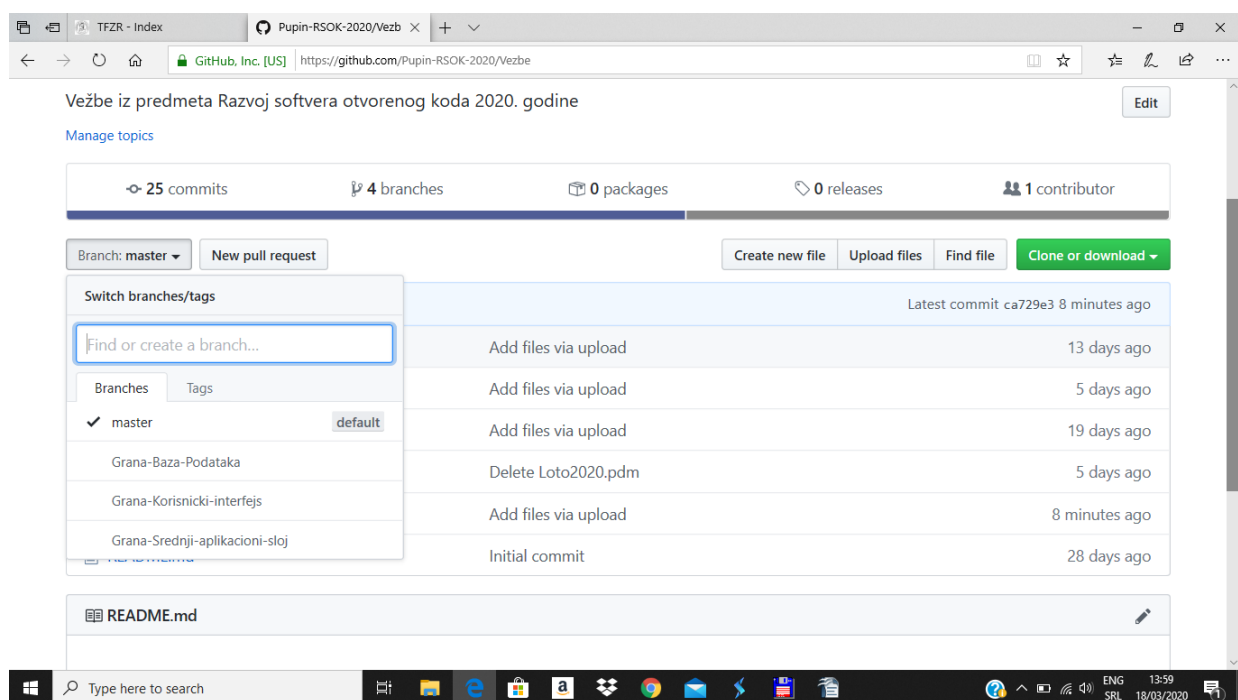 TFZR - Index
Pupin-RSOK-2020/Vezb
GitHub, Inc. [US] https://github.com/Pupin-RSOK-2020/Vezbe
Vežbe iz predmeta Razvoj softvera otvorenog koda 2020. godine
Edit
Manage topics
25 commits 4 branches 0 packages 0 releases 1 contributor
Branch: master New pull request Create new file Upload files Find file Clone or download
Switch branches/tags
Latest commit ca729e3 8 minutes ago
Find or create a branch...
Add files via upload 13 days ago
Branches Tags
Add files via upload 5 days ago
master default
Add files via upload 19 days ago
Grana-Baza-Podataka
Delete Loto2020.pdm 5 days ago
Grana-Korisnicki-interfejs
Add files via upload 8 minutes ago
Grana-Srednji-aplikacioni-sloj
README.md Initial commit 28 days ago
README.md
Type here to search
ENG 13:59
SRL 18/03/2020